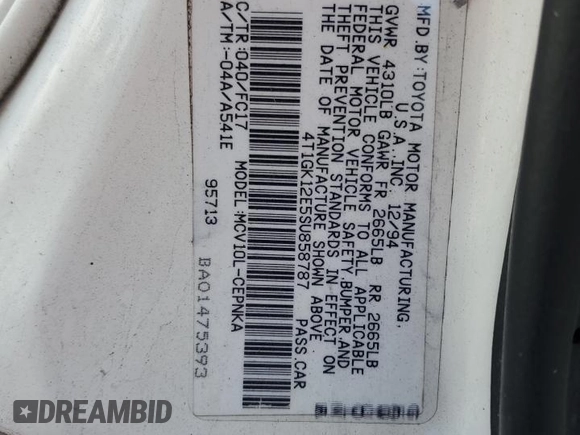 MFD.BY:TOYOTA MOTOR MANUFACTURING,
U.S.A.,INC. 12/94
GVWR 4310LB GAWR FR 2665LB RR 2665LB
THIS VEHICLE CONFORMS TO ALL APPLICABLE
FEDERAL MOTOR VEHICLE SAFETY,BUMPER,AND
THEFT PREVENTION STANDARDS IN EFFECT ON
THE DATE OF MANUFACTURE SHOWN ABOVE.
4T1GK12E5SU858787 PASS.CAR
C/TR:040/FC17 MODEL:MCV10L-CEPNKA
A/TM:-04A/A541E 95713 BA01475393
DREAMBID